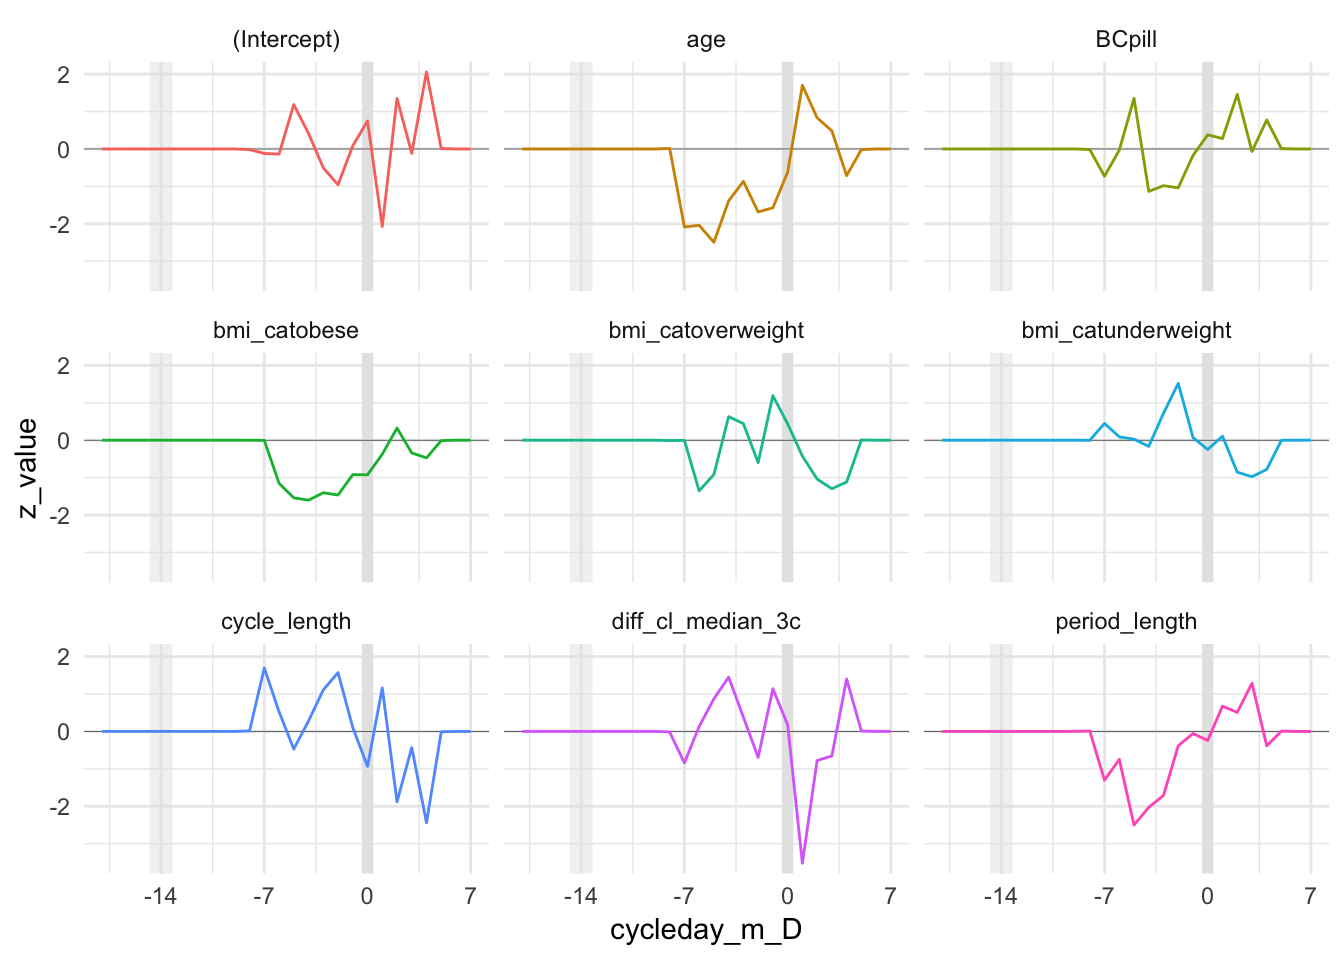 (Intercept) age BCpill
2
0
-2
bmi_catobese bmi_catoverweight bmi_catunderweight
2
0
-2
z_value
cycle_length diff_cl_median_3c period_length
2
0
-2
-14 -7 0 7 -14 -7 0 7 -14 -7 0 7
cycleday_m_D